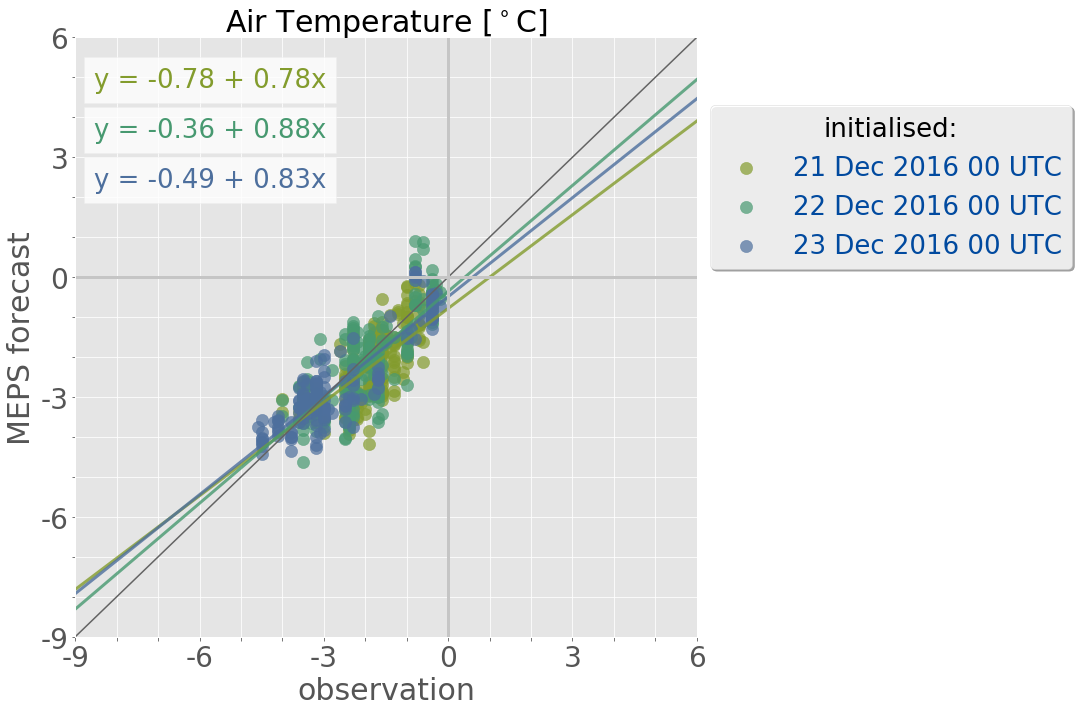 Air Temperature [°C]
6
3
0
-3
-6
-9
MEPS forecast
y = -0.78 + 0.78x
y = -0.36 + 0.88x
y = -0.49 + 0.83x
-9
-6
-3
0
3
6
observation
initialised:
21 Dec 2016 00 UTC
22 Dec 2016 00 UTC
23 Dec 2016 00 UTC